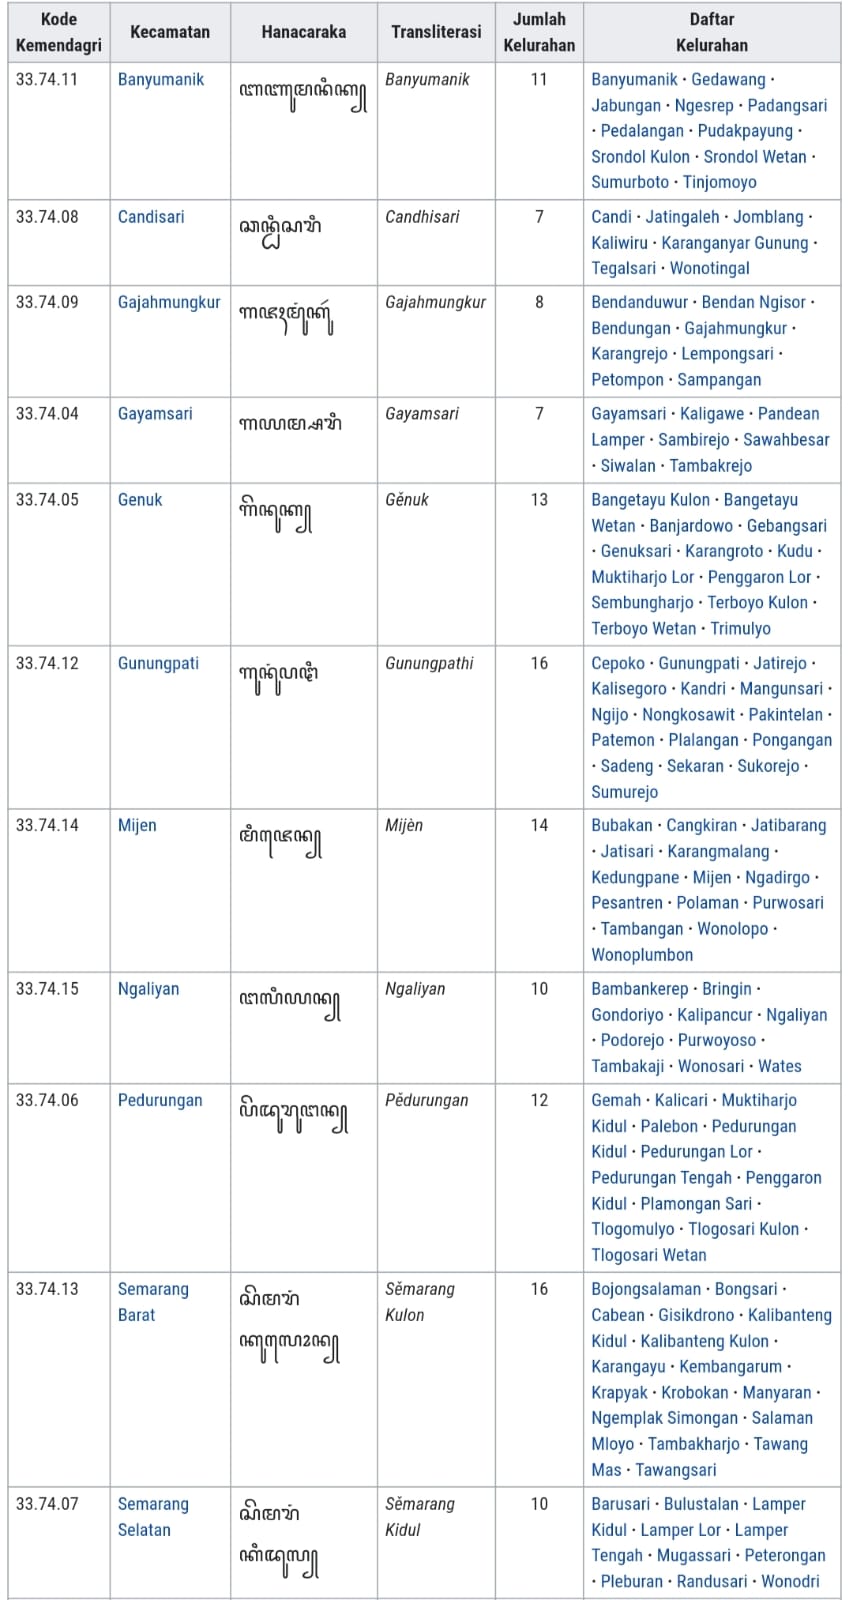 Kode Kemendagri Kecamatan Hanacaraka Transliterasi Jumlah Kelurahan Daftar Kelurahan
33.74.11 Banyumanik Banyumanik 11 Banyumanik · Gedawang ·
Jabungan · Ngesrep · Padangsari
· Pedalangan · Pudakpayung ·
Srondol Kulon · Srondol Wetan ·
Sumurboto · Tinjomoyo
33.74.08 Candisari Candhisari 7 Candi · Jatingaleh · Jomblang ·
Kaliwiru · Karanganyar Gunung ·
Tegalsari · Wonotingal
33.74.09 Gajahmungkur Gajahmungkur 8 Bendanduwur · Bendan Ngisor ·
Bendungan · Gajahmungkur ·
Karangrejo · Lempongsari ·
Petompon · Sampangan
33.74.04 Gayamsari Gayamsari 7 Gayamsari · Kaligawe · Pandean
Lamper · Sambirejo · Sawahbesar
· Siwalan · Tambakrejo
33.74.05 Genuk Gěnuk 13 Bangetayu Kulon · Bangetayu
Wetan · Banjardowo · Gebangsari
· Genuksari · Karangroto · Kudu ·
Muktiharjo Lor · Penggaron Lor ·
Sembungharjo · Terboyo Kulon ·
Terboyo Wetan · Trimulyo
33.74.12 Gunungpati Gunungpathi 16 Cepoko · Gunungpati · Jatirejo ·
Kalisegoro · Kandri · Mangunsari ·
Ngijo · Nongkosawit · Pakintelan ·
Patemon · Plalangan · Pongangan
· Sadeng · Sekaran · Sukorejo ·
Sumurejo
33.74.14 Mijen Mijèn 14 Bubakan · Cangkiran · Jatibarang
· Jatisari · Karangmalang ·
Kedungpane · Mijen · Ngadirgo ·
Pesantren · Polaman · Purwosari
· Tambangan · Wonolopo ·
Wonoplumbon
33.74.15 Ngaliyan Ngaliyan 10 Bambankerep · Bringin ·
Gondoriyo · Kalipancur · Ngaliyan
· Podorejo · Purwoyoso ·
Tambakaji · Wonosari · Wates
33.74.06 Pedurungan Pědurungan 12 Gemah · Kalicari · Muktiharjo
Kidul · Palebon · Pedurungan
Kidul · Pedurungan Lor ·
Pedurungan Tengah · Penggaron
Kidul · Plamongan Sari ·
Tlogomulyo · Tlogosari Kulon ·
Tlogosari Wetan
33.74.13 Semarang Barat Sěmarang Kulon 16 Bojongsalaman · Bongsari ·
Cabean · Gisikdrono · Kalibanteng
Kidul · Kalibanteng Kulon ·
Karangayu · Kembangarum ·
Krapyak · Krobokan · Manyaran ·
Ngemplak Simongan · Salaman
Mloyo · Tambakharjo · Tawang
Mas · Tawangsari
33.74.07 Semarang Selatan Sěmarang Kidul 10 Barusari · Bulustalan · Lamper
Kidul · Lamper Lor · Lamper
Tengah · Mugassari · Peterongan
· Pleburan · Randusari · Wonodri